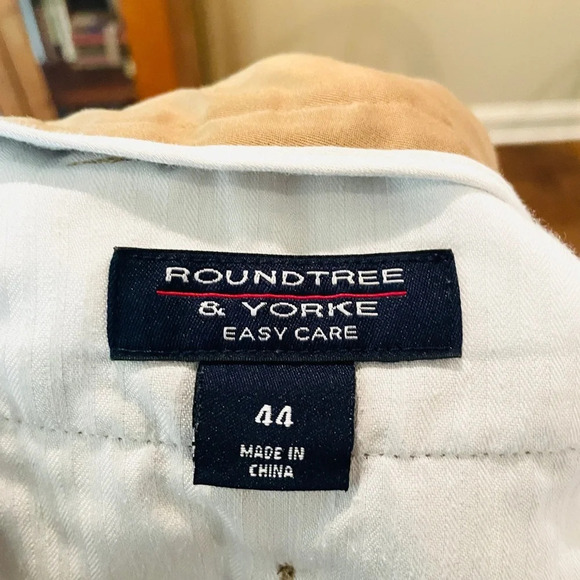 ROUNDTREE
& YORKE
EASY CARE
44
MADE IN
CHINA